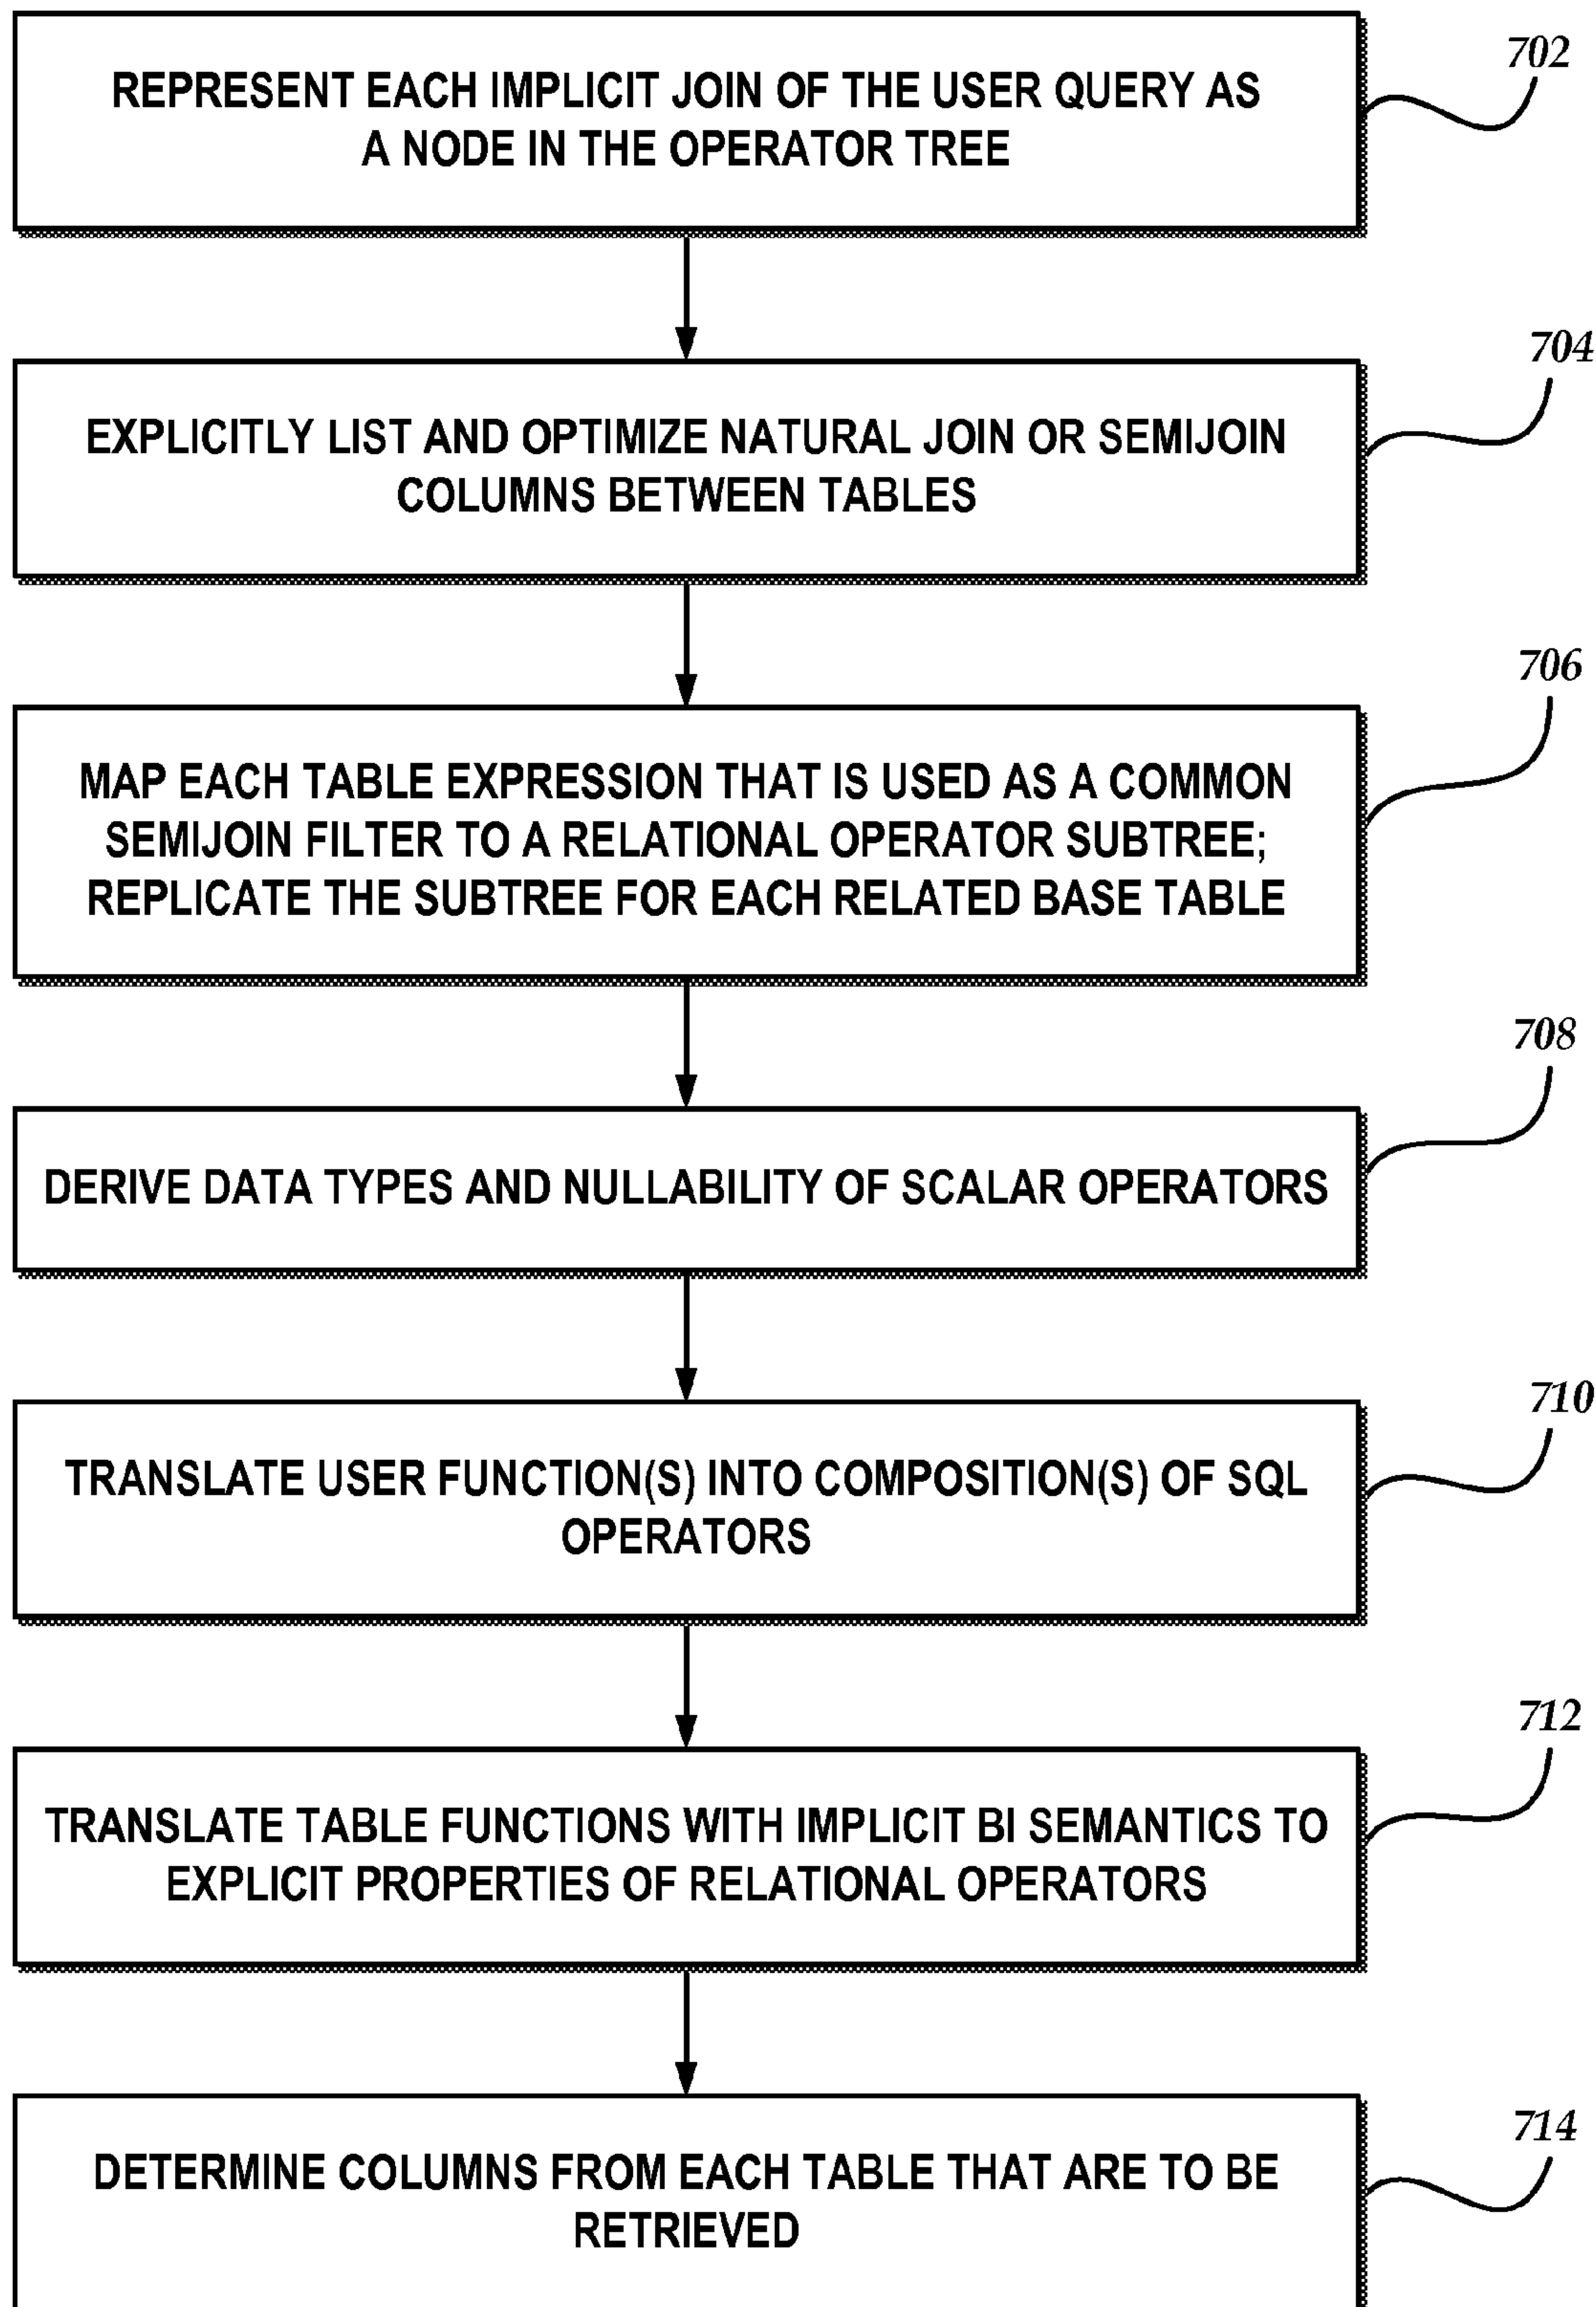 702
REPRESENT EACH IMPLICIT JOIN OF THE USER QUERY AS
A NODE IN THE OPERATOR TREE
704
EXPLICITLY LIST AND OPTIMIZE NATURAL JOIN OR SEMIJOIN
COLUMNS BETWEEN TABLES
706
MAP EACH TABLE EXPRESSION THAT IS USED AS A COMMON
SEMIJOIN FILTER TO A RELATIONAL OPERATOR SUBTREE;
REPLICATE THE SUBTREE FOR EACH RELATED BASE TABLE
708
DERIVE DATA TYPES AND NULLABILITY OF SCALAR OPERATORS
710
TRANSLATE USER FUNCTION(S) INTO COMPOSITION(S) OF SQL
OPERATORS
712
TRANSLATE TABLE FUNCTIONS WITH IMPLICIT BI SEMANTICS TO
EXPLICIT PROPERTIES OF RELATIONAL OPERATORS
714
DETERMINE COLUMNS FROM EACH TABLE THAT ARE TO BE
RETRIEVED